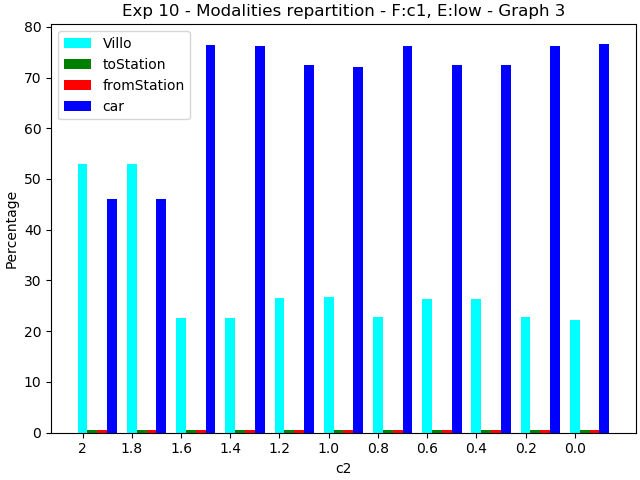 Exp 10 - Modalities repartition - F:c1, E:low - Graph 3
80
70
60
50
40
30
20
10
0
Percentage
Villo
toStation
fromStation
car
2 1.8 1.6 1.4 1.2 1.0 0.8 0.6 0.4 0.2 0.0
c2